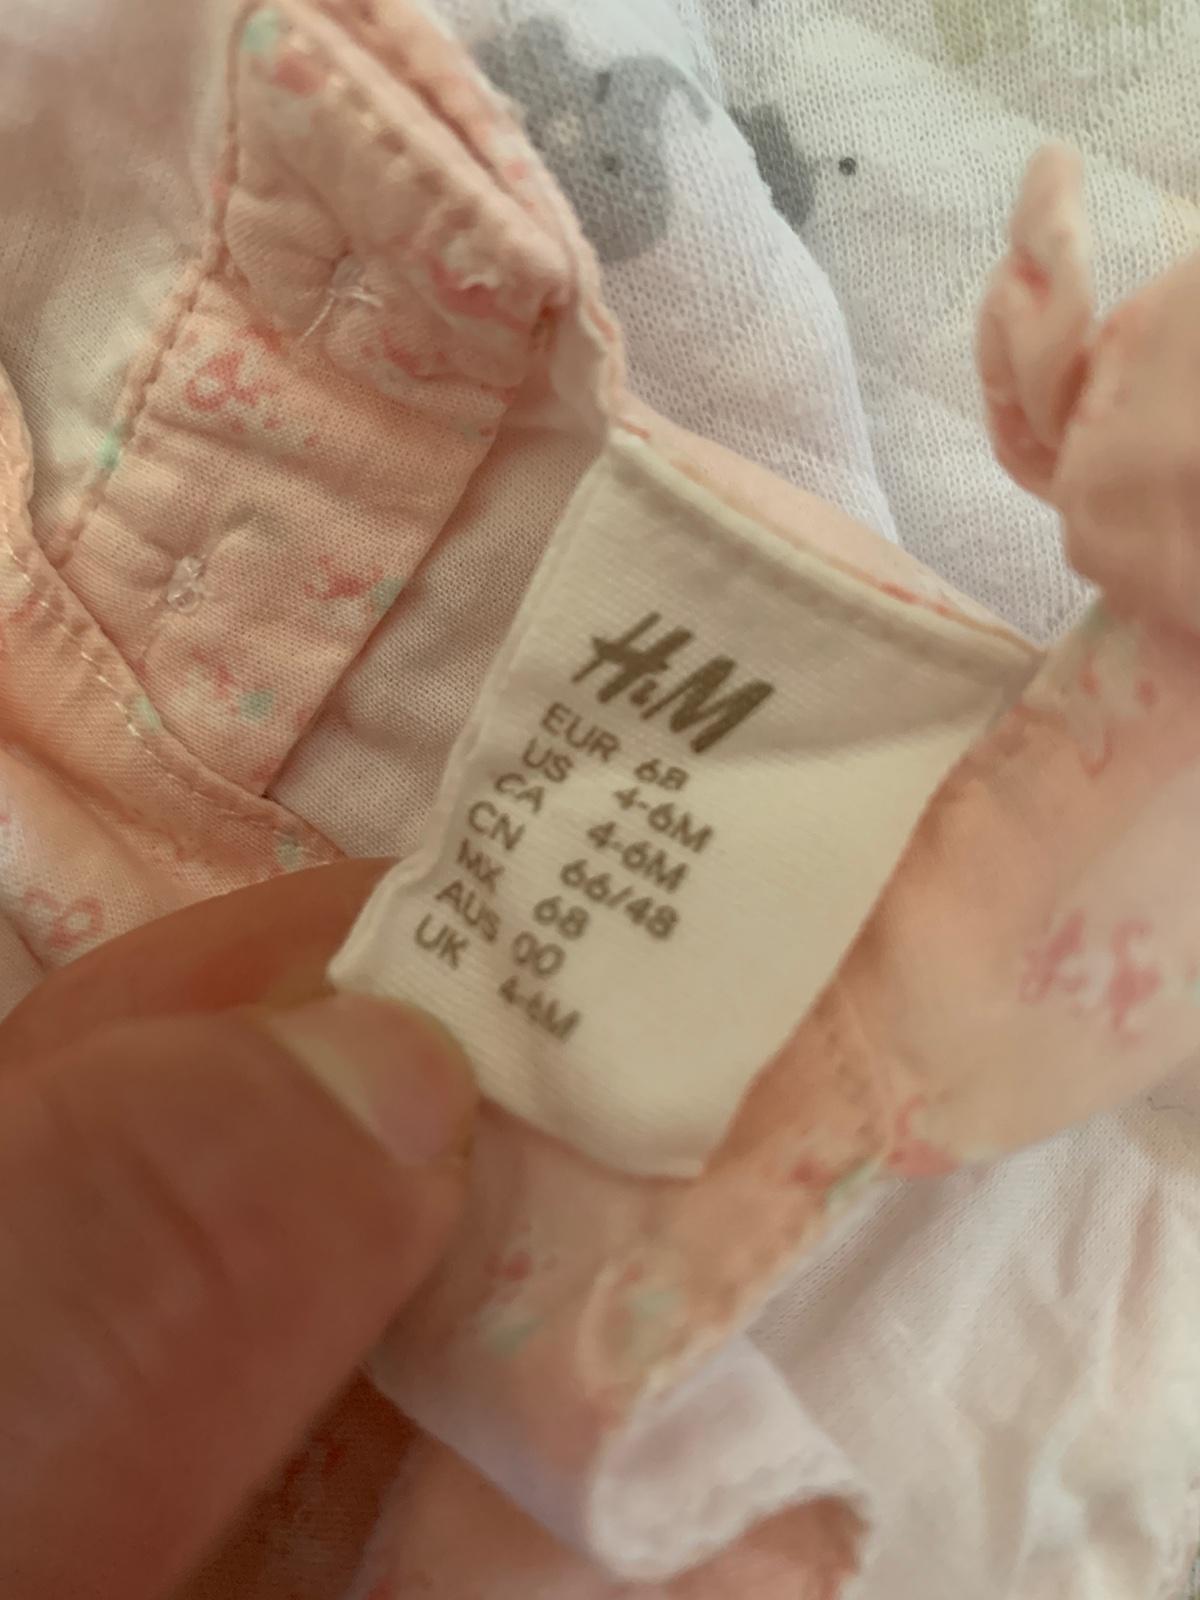 H&M
EUR 68
US 4-6M
CA 4-6M
CN 66/48
MX 68
AUS 00
UK 4-6M